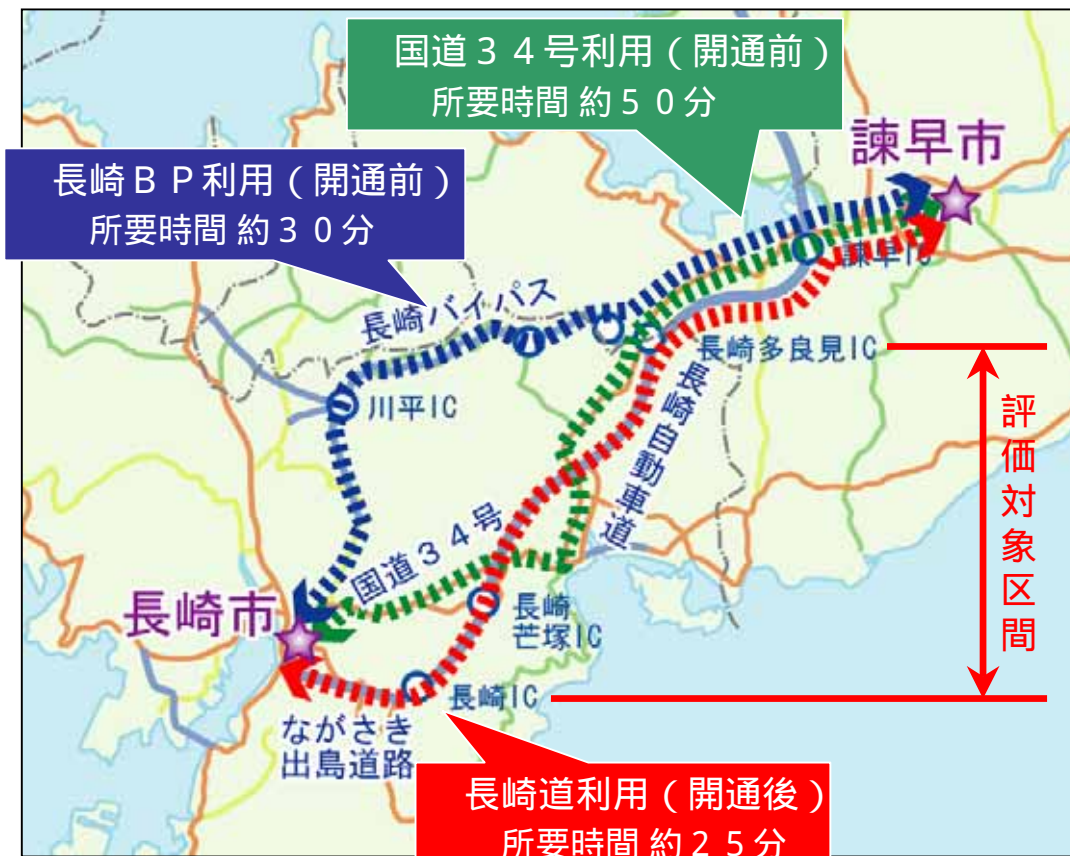 国道３４号利用（開通前）
所要時間 約５０分
諫早市
長崎ＢＰ利用（開通前）
所要時間 約３０分
諫早IC
長崎バイパス
長崎多良見IC
川平IC
長崎自動車道
評価対象区間
国道３４号
長崎市
長崎
芒塚IC
長崎IC
ながさき
出島道路
長崎道利用（開通後）
所要時間 約２５分